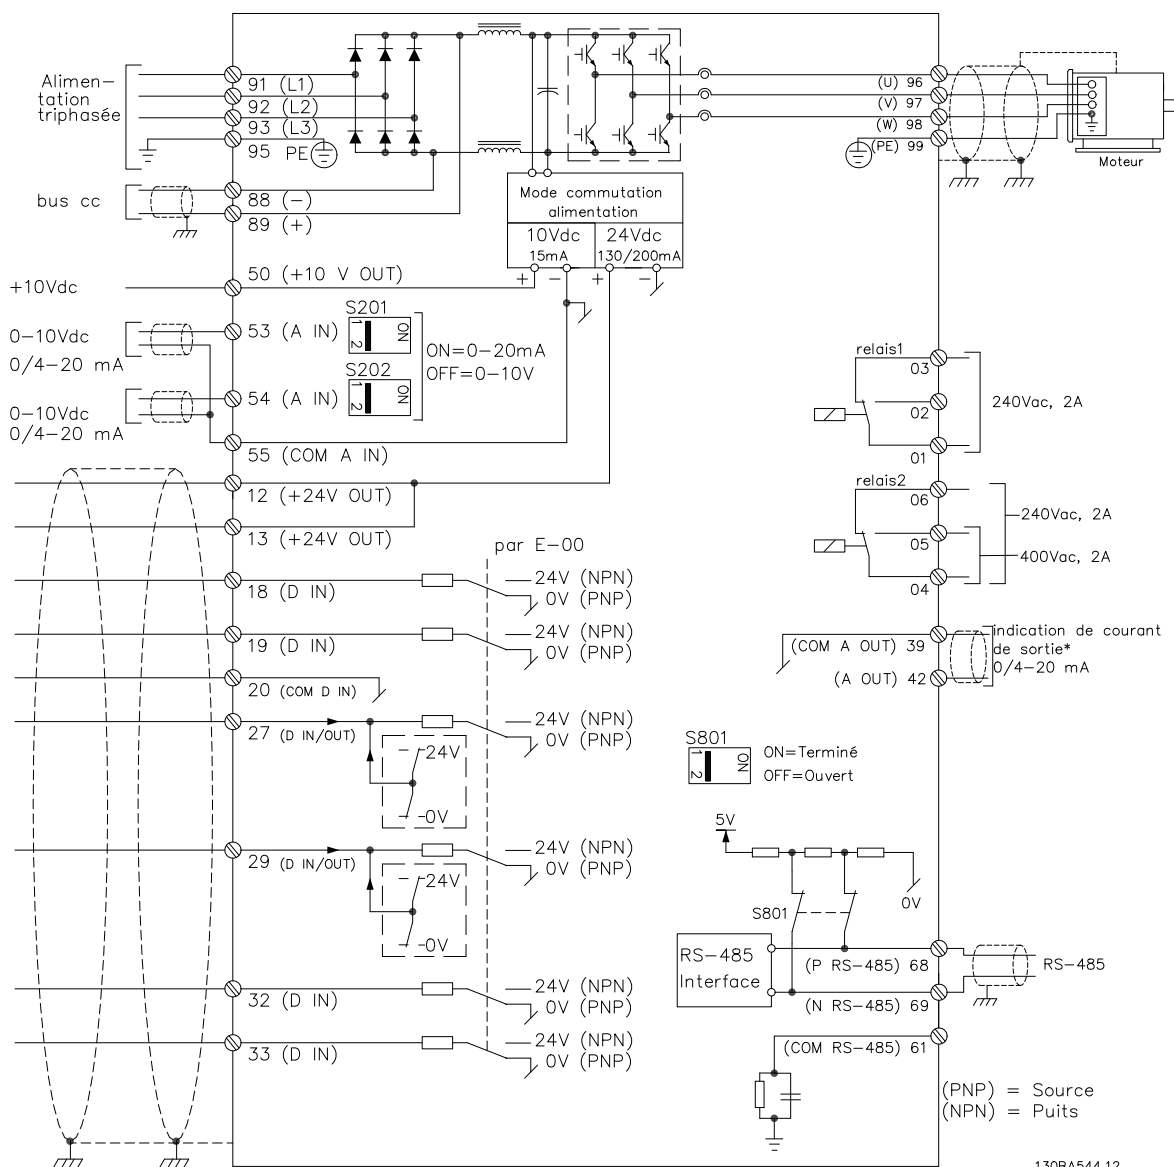 Alimen-
tation
triphasée
91 (L1)
92 (L2)
93 (L3)
95 PE
bus cc
88 (-)
89 (+)
+10Vdc
50 (+10 V OUT)
0-10Vdc
0/4-20 mA
53 (A IN)
S201
1 2
ON
ON=0-20mA
OFF=0-10V
S202
1 2
ON
0-10Vdc
0/4-20 mA
54 (A IN)
55 (COM A IN)
12 (+24V OUT)
13 (+24V OUT)
par E-00
18 (D IN)
24V (NPN)
0V (PNP)
19 (D IN)
24V (NPN)
0V (PNP)
20 (COM D IN)
27 (D IN/OUT)
24V (NPN)
0V (PNP)
24V
0V
29 (D IN/OUT)
24V (NPN)
0V (PNP)
24V
0V
32 (D IN)
24V (NPN)
0V (PNP)
33 (D IN)
24V (NPN)
0V (PNP)
Mode commutation
alimentation
10Vdc
15mA
24Vdc
130/200mA
+ - + -
(U) 96
(V) 97
(W) 98
(PE) 99
Moteur
relais1
03
02
01
240Vac, 2A
relais2
06
05
04
240Vac, 2A
400Vac, 2A
(COM A OUT) 39
(A OUT) 42
indication de courant
de sortie*
0/4-20 mA
S801
1 2
ON
ON=Terminé
OFF=Ouvert
5V
0V
S801
RS-485
Interface
(P RS-485) 68
(N RS-485) 69
(COM RS-485) 61
RS-485
(PNP) = Source
(NPN) = Puits
130BA544.12